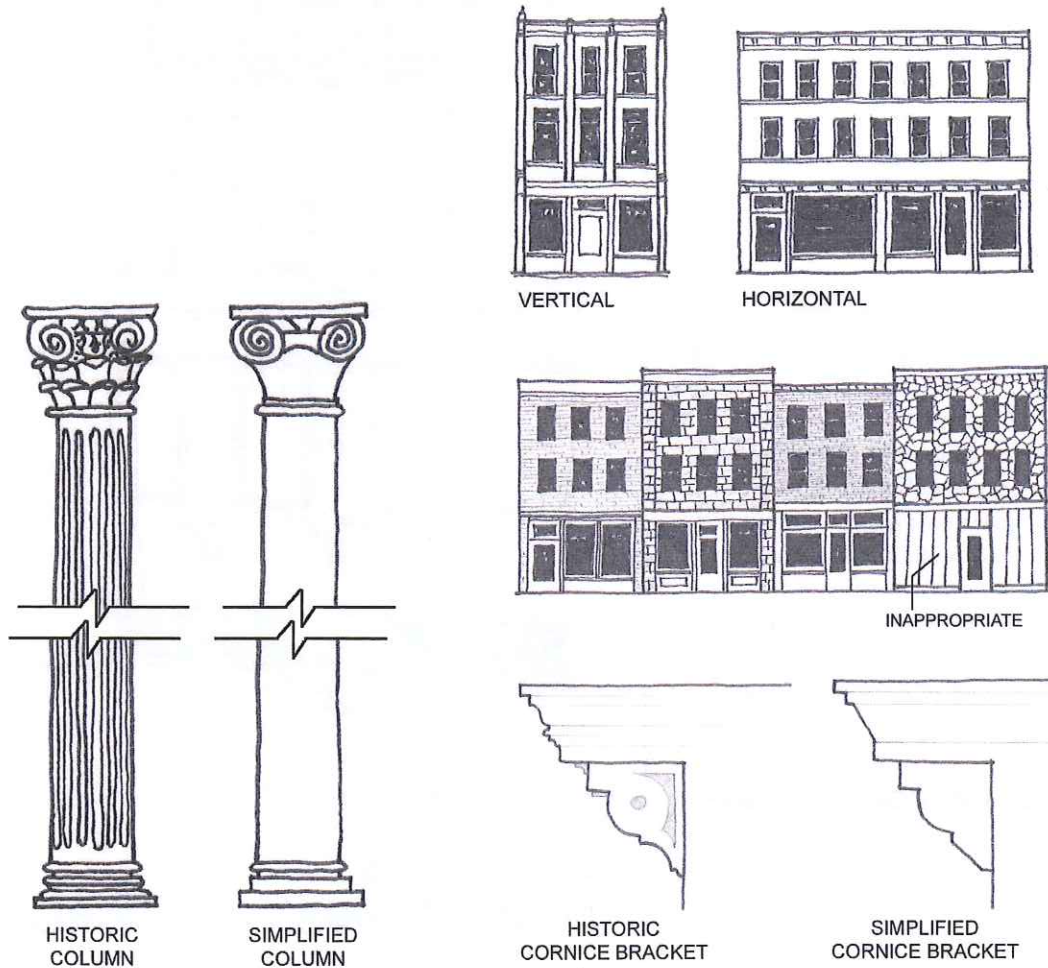 VERTICAL
HORIZONTAL
INAPPROPRIATE
HISTORIC
COLUMN
SIMPLIFIED
COLUMN
HISTORIC
CORNICE BRACKET
SIMPLIFIED
CORNICE BRACKET